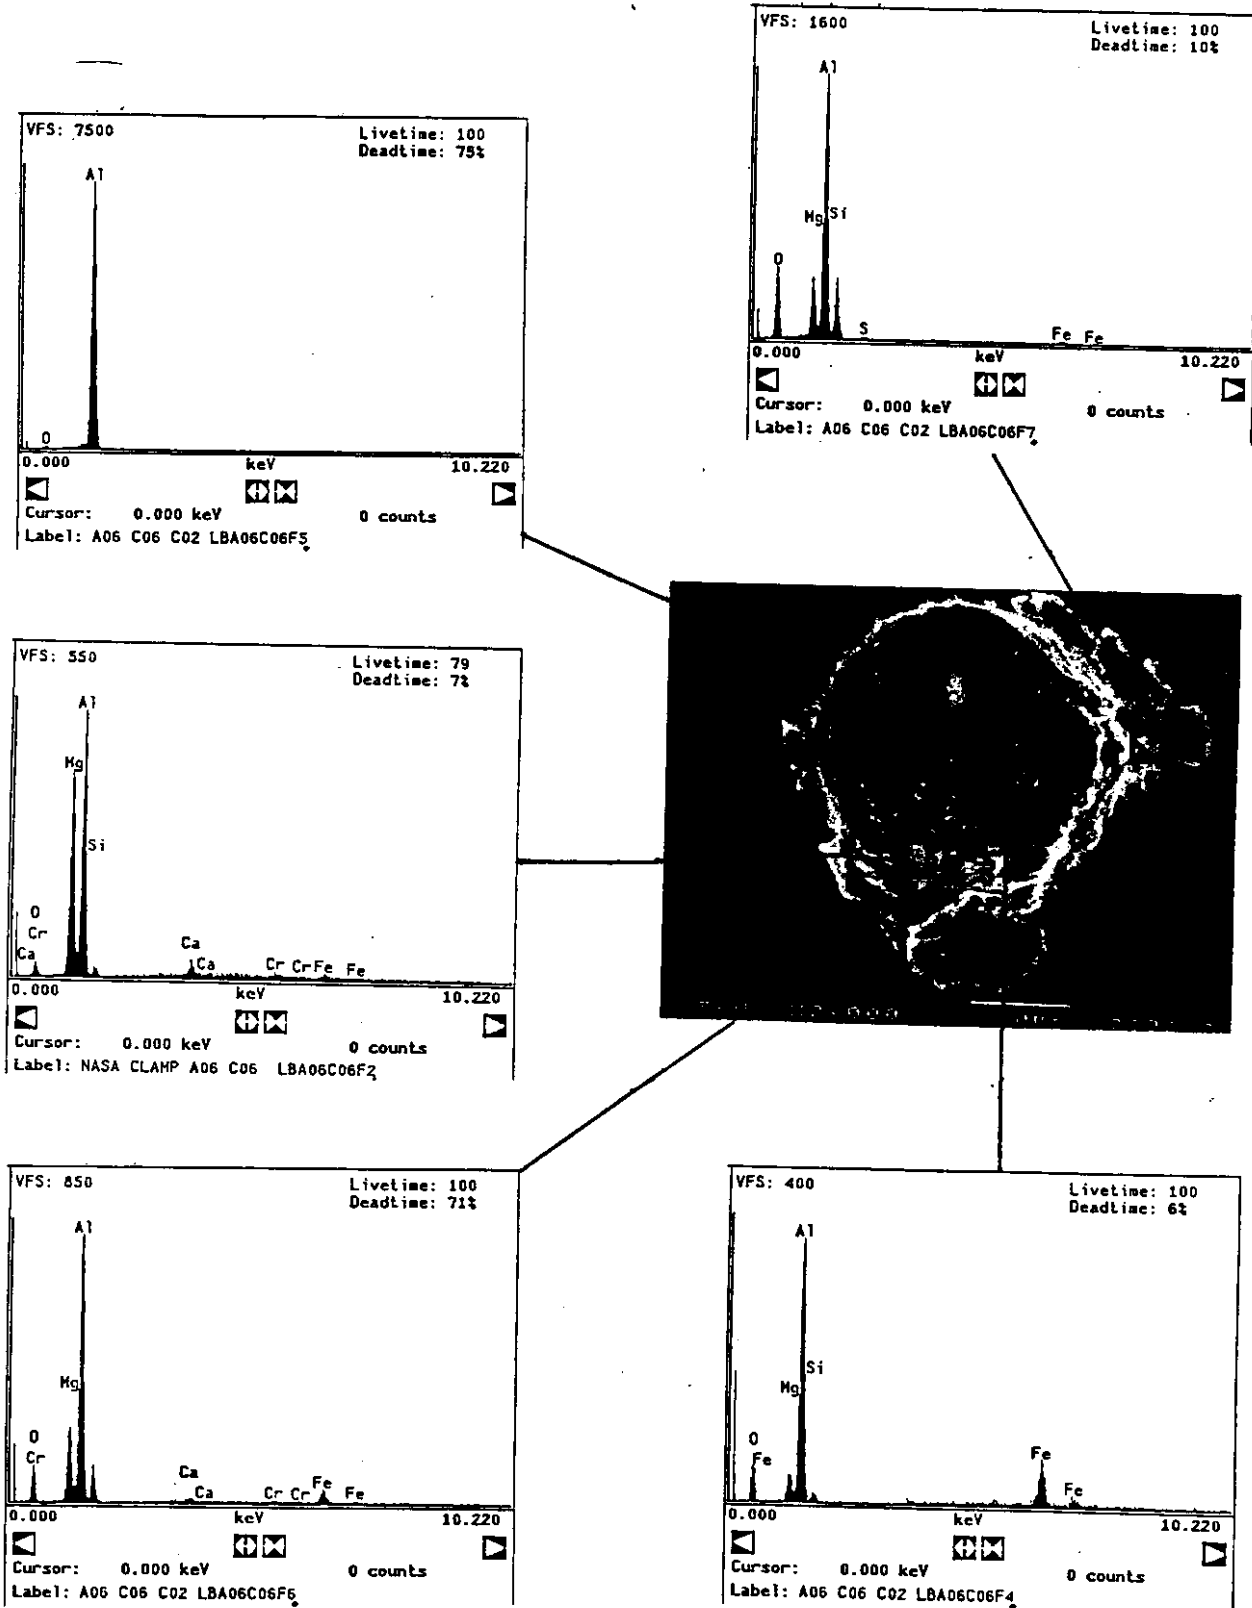 VFS: 7500
Livetime: 100
Deadtime: 75%
Al
O
0.000 keV 10.220
Cursor: 0.000 keV 0 counts
Label: A06 C06 C02 LBA06C06F5
VFS: 1600
Livetime: 100
Deadtime: 10%
Al
Mg Si
O
S
Fe Fe
0.000 keV 10.220
Cursor: 0.000 keV 0 counts
Label: A06 C06 C02 LBA06C06F7
VFS: 550
Livetime: 79
Deadtime: 7%
Al
Mg
Si
O
Cr
Ca
Ca
Ca
Cr Cr Fe Fe
0.000 keV 10.220
Cursor: 0.000 keV 0 counts
Label: NASA CLAMP A06 C06 LBA06C06F2
VFS: 850
Livetime: 100
Deadtime: 71%
Al
Mg
O
Cr
Ca
Ca
Cr Cr Fe Fe
0.000 keV 10.220
Cursor: 0.000 keV 0 counts
Label: A06 C06 C02 LBA06C06F6
VFS: 400
Livetime: 100
Deadtime: 6%
Al
Si
Mg
O
Fe
Fe
Fe
0.000 keV 10.220
Cursor: 0.000 keV 0 counts
Label: A06 C06 C02 LBA06C06F4